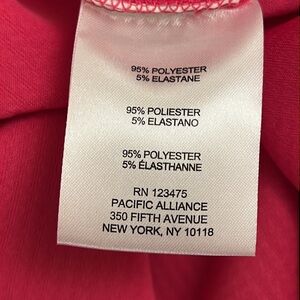 95% POLYESTER
5% ELASTANE
95% POLIESTER
5% ELASTANO
95% POLYESTER
5% ÉLASTHANNE
RN 123475
PACIFIC ALLIANCE
350 FIFTH AVENUE
NEW YORK, NY 10118